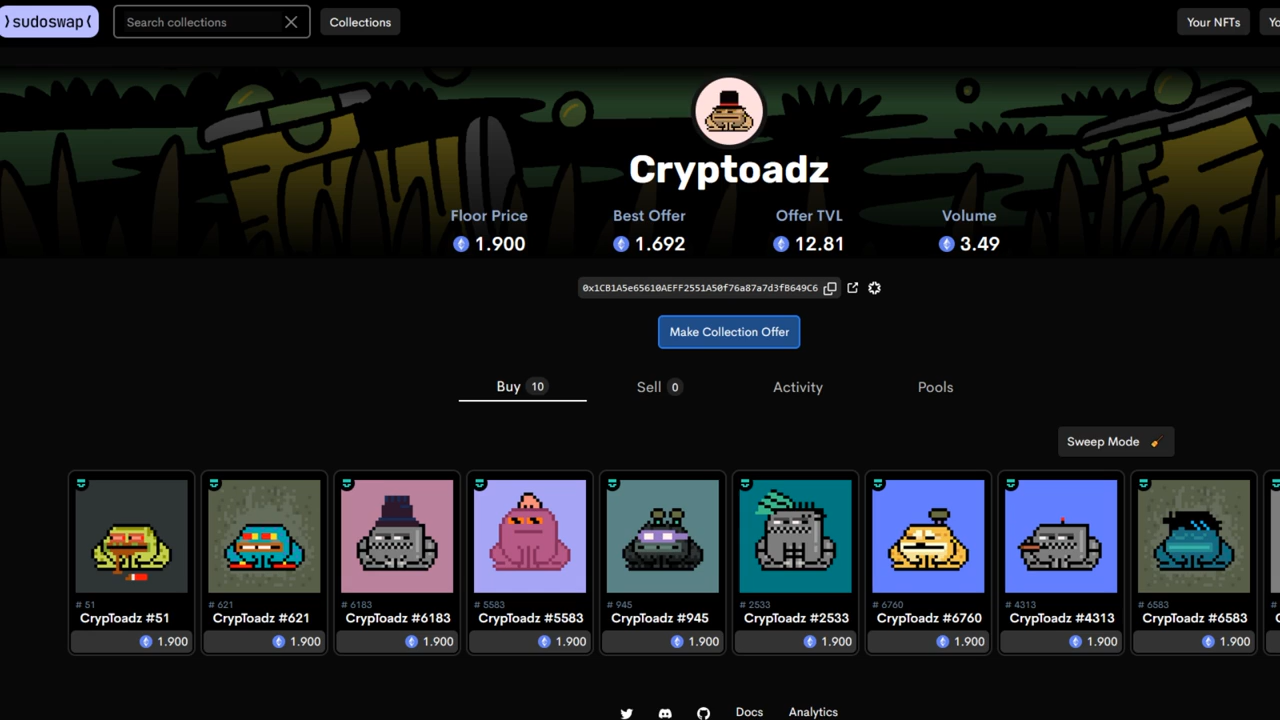 )sudoswap(
Search collections
Collections
Your NFTs
Yo
Cryptoadz
Floor Price
Best Offer
Offer TVL
Volume
1.900
1.692
12.81
3.49
0x1CB1A5e65610AEFF2551A50f76a87a7d3fB649C6
Make Collection Offer
Buy 10
Sell 0
Activity
Pools
Sweep Mode
# 51
CrypToadz #51
1.900
# 621
CrypToadz #621
1.900
# 6183
CrypToadz #6183
1.900
# 5583
CrypToadz #5583
1.900
# 945
CrypToadz #945
1.900
# 2533
CrypToadz #2533
1.900
# 6760
CrypToadz #6760
1.900
# 4313
CrypToadz #4313
1.900
# 6583
CrypToadz #6583
1.900
#
C
Docs
Analytics